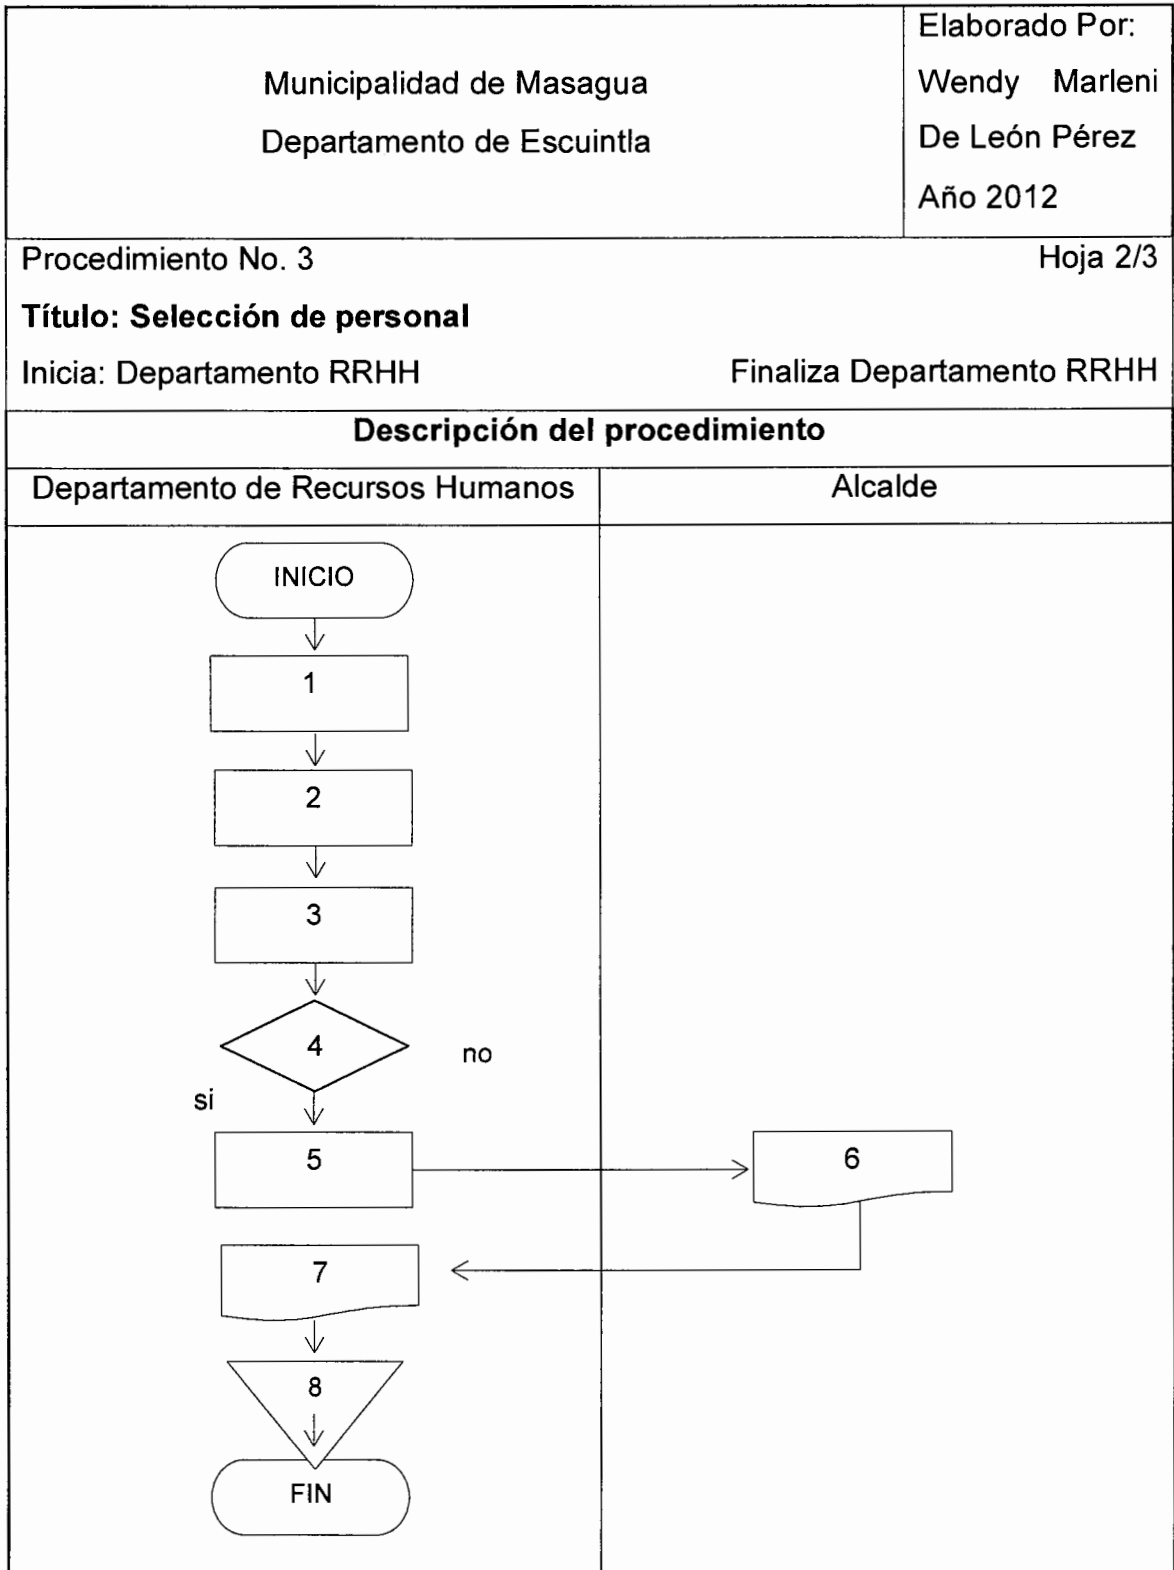 Municipalidad de Masagua
Departamento de Escuintla
Elaborado Por:
Wendy Marleni
De León Pérez
Año 2012
Procedimiento No. 3
Hoja 2/3
Título: Selección de personal
Inicia: Departamento RRHH
Finaliza Departamento RRHH
Descripción del procedimiento
Departamento de Recursos Humanos
Alcalde
INICIO
1
2
3
4
no
si
5
6
7
8
FIN